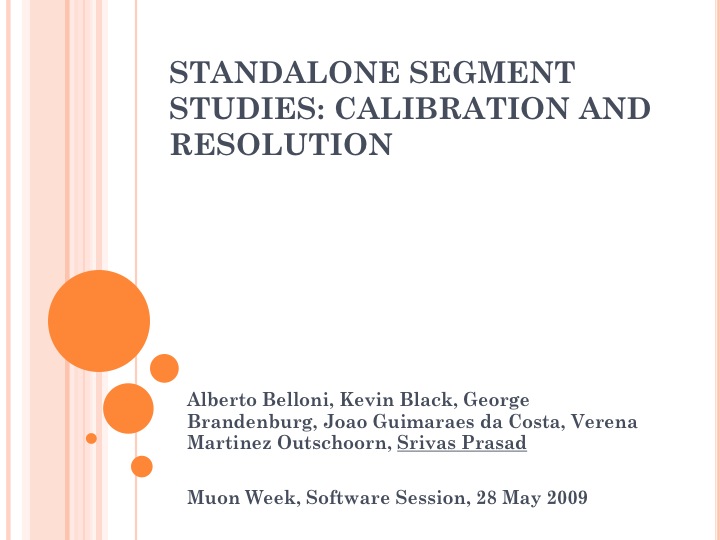 STANDALONE SEGMENT
STUDIES: CALIBRATION AND
RESOLUTION
Alberto Belloni, Kevin Black, George
Brandenburg, Joao Guimaraes da Costa, Verena
Martinez Outschoorn, Srivas Prasad
Muon Week, Software Session, 28 May 2009